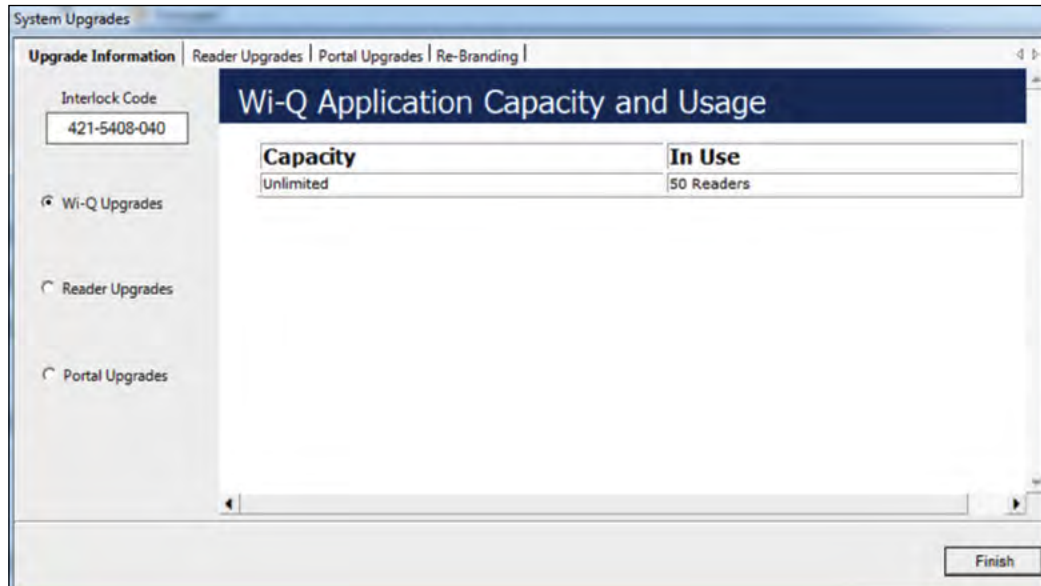 System Upgrades
Upgrade Information Reader Upgrades Portal Upgrades Re-Branding
Interlock Code
421-5408-040
Wi-Q Upgrades
Reader Upgrades
Portal Upgrades
Wi-Q Application Capacity and Usage
Capacity In Use
Unlimited 50 Readers
Finish